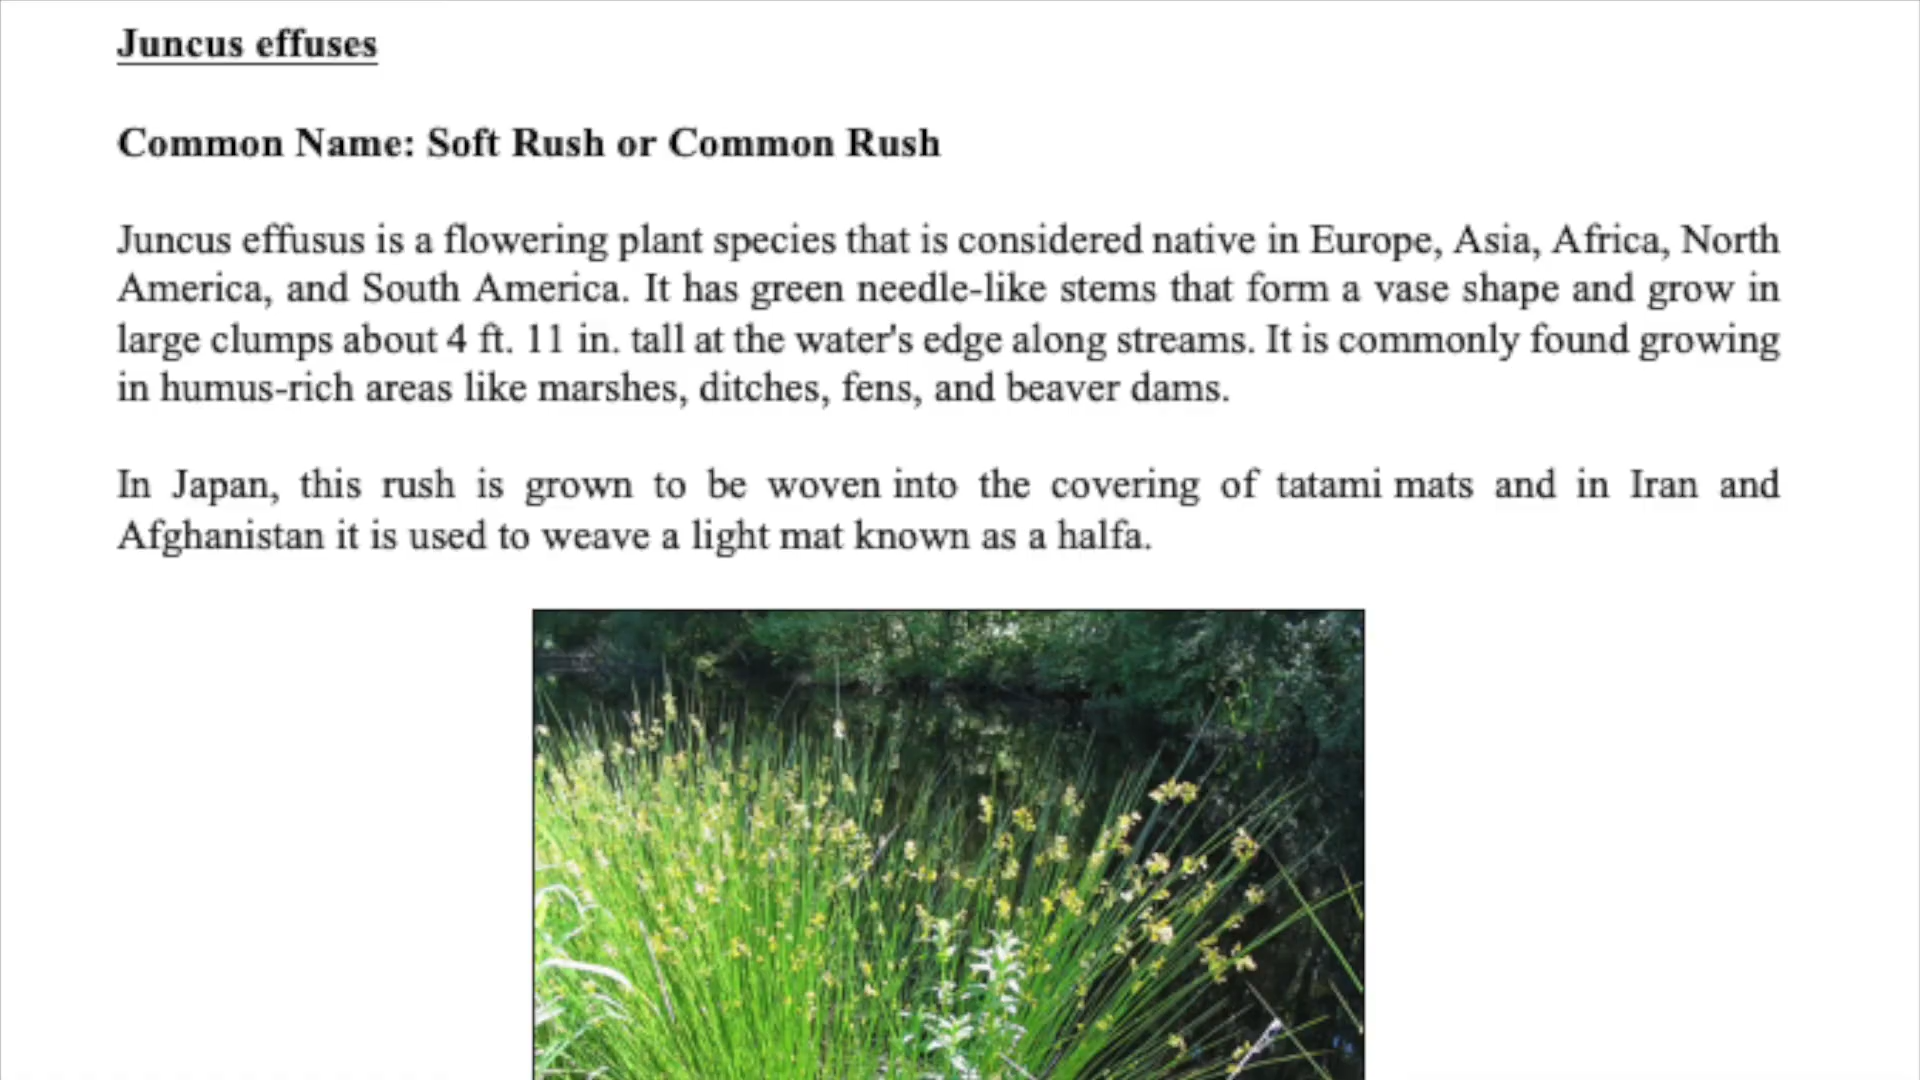 Juncus effuses
Common Name: Soft Rush or Common Rush
Juncus effusus is a flowering plant species that is considered native in Europe, Asia, Africa, North
America, and South America. It has green needle-like stems that form a vase shape and grow in
large clumps about 4 ft. 11 in. tall at the water's edge along streams. It is commonly found growing
in humus-rich areas like marshes, ditches, fens, and beaver dams.
In Japan, this rush is grown to be woven into the covering of tatami mats and in Iran and
Afghanistan it is used to weave a light mat known as a halfa.